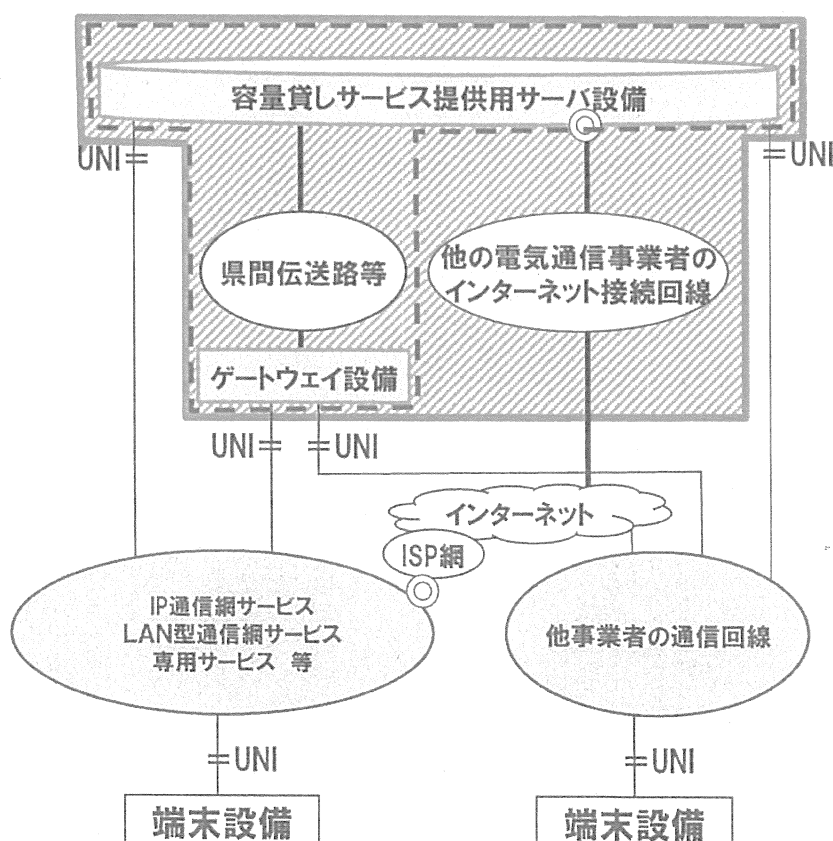 容量貸しサービス提供用サーバ設備
UNI
UNI
県間伝送路等
他の電気通信事業者の
インターネット接続回線
ゲートウェイ設備
UNI
UNI
インターネット
ISP網
IP通信網サービス
LAN型通信網サービス
専用サービス 等
他事業者の通信回線
UNI
UNI
端末設備
端末設備